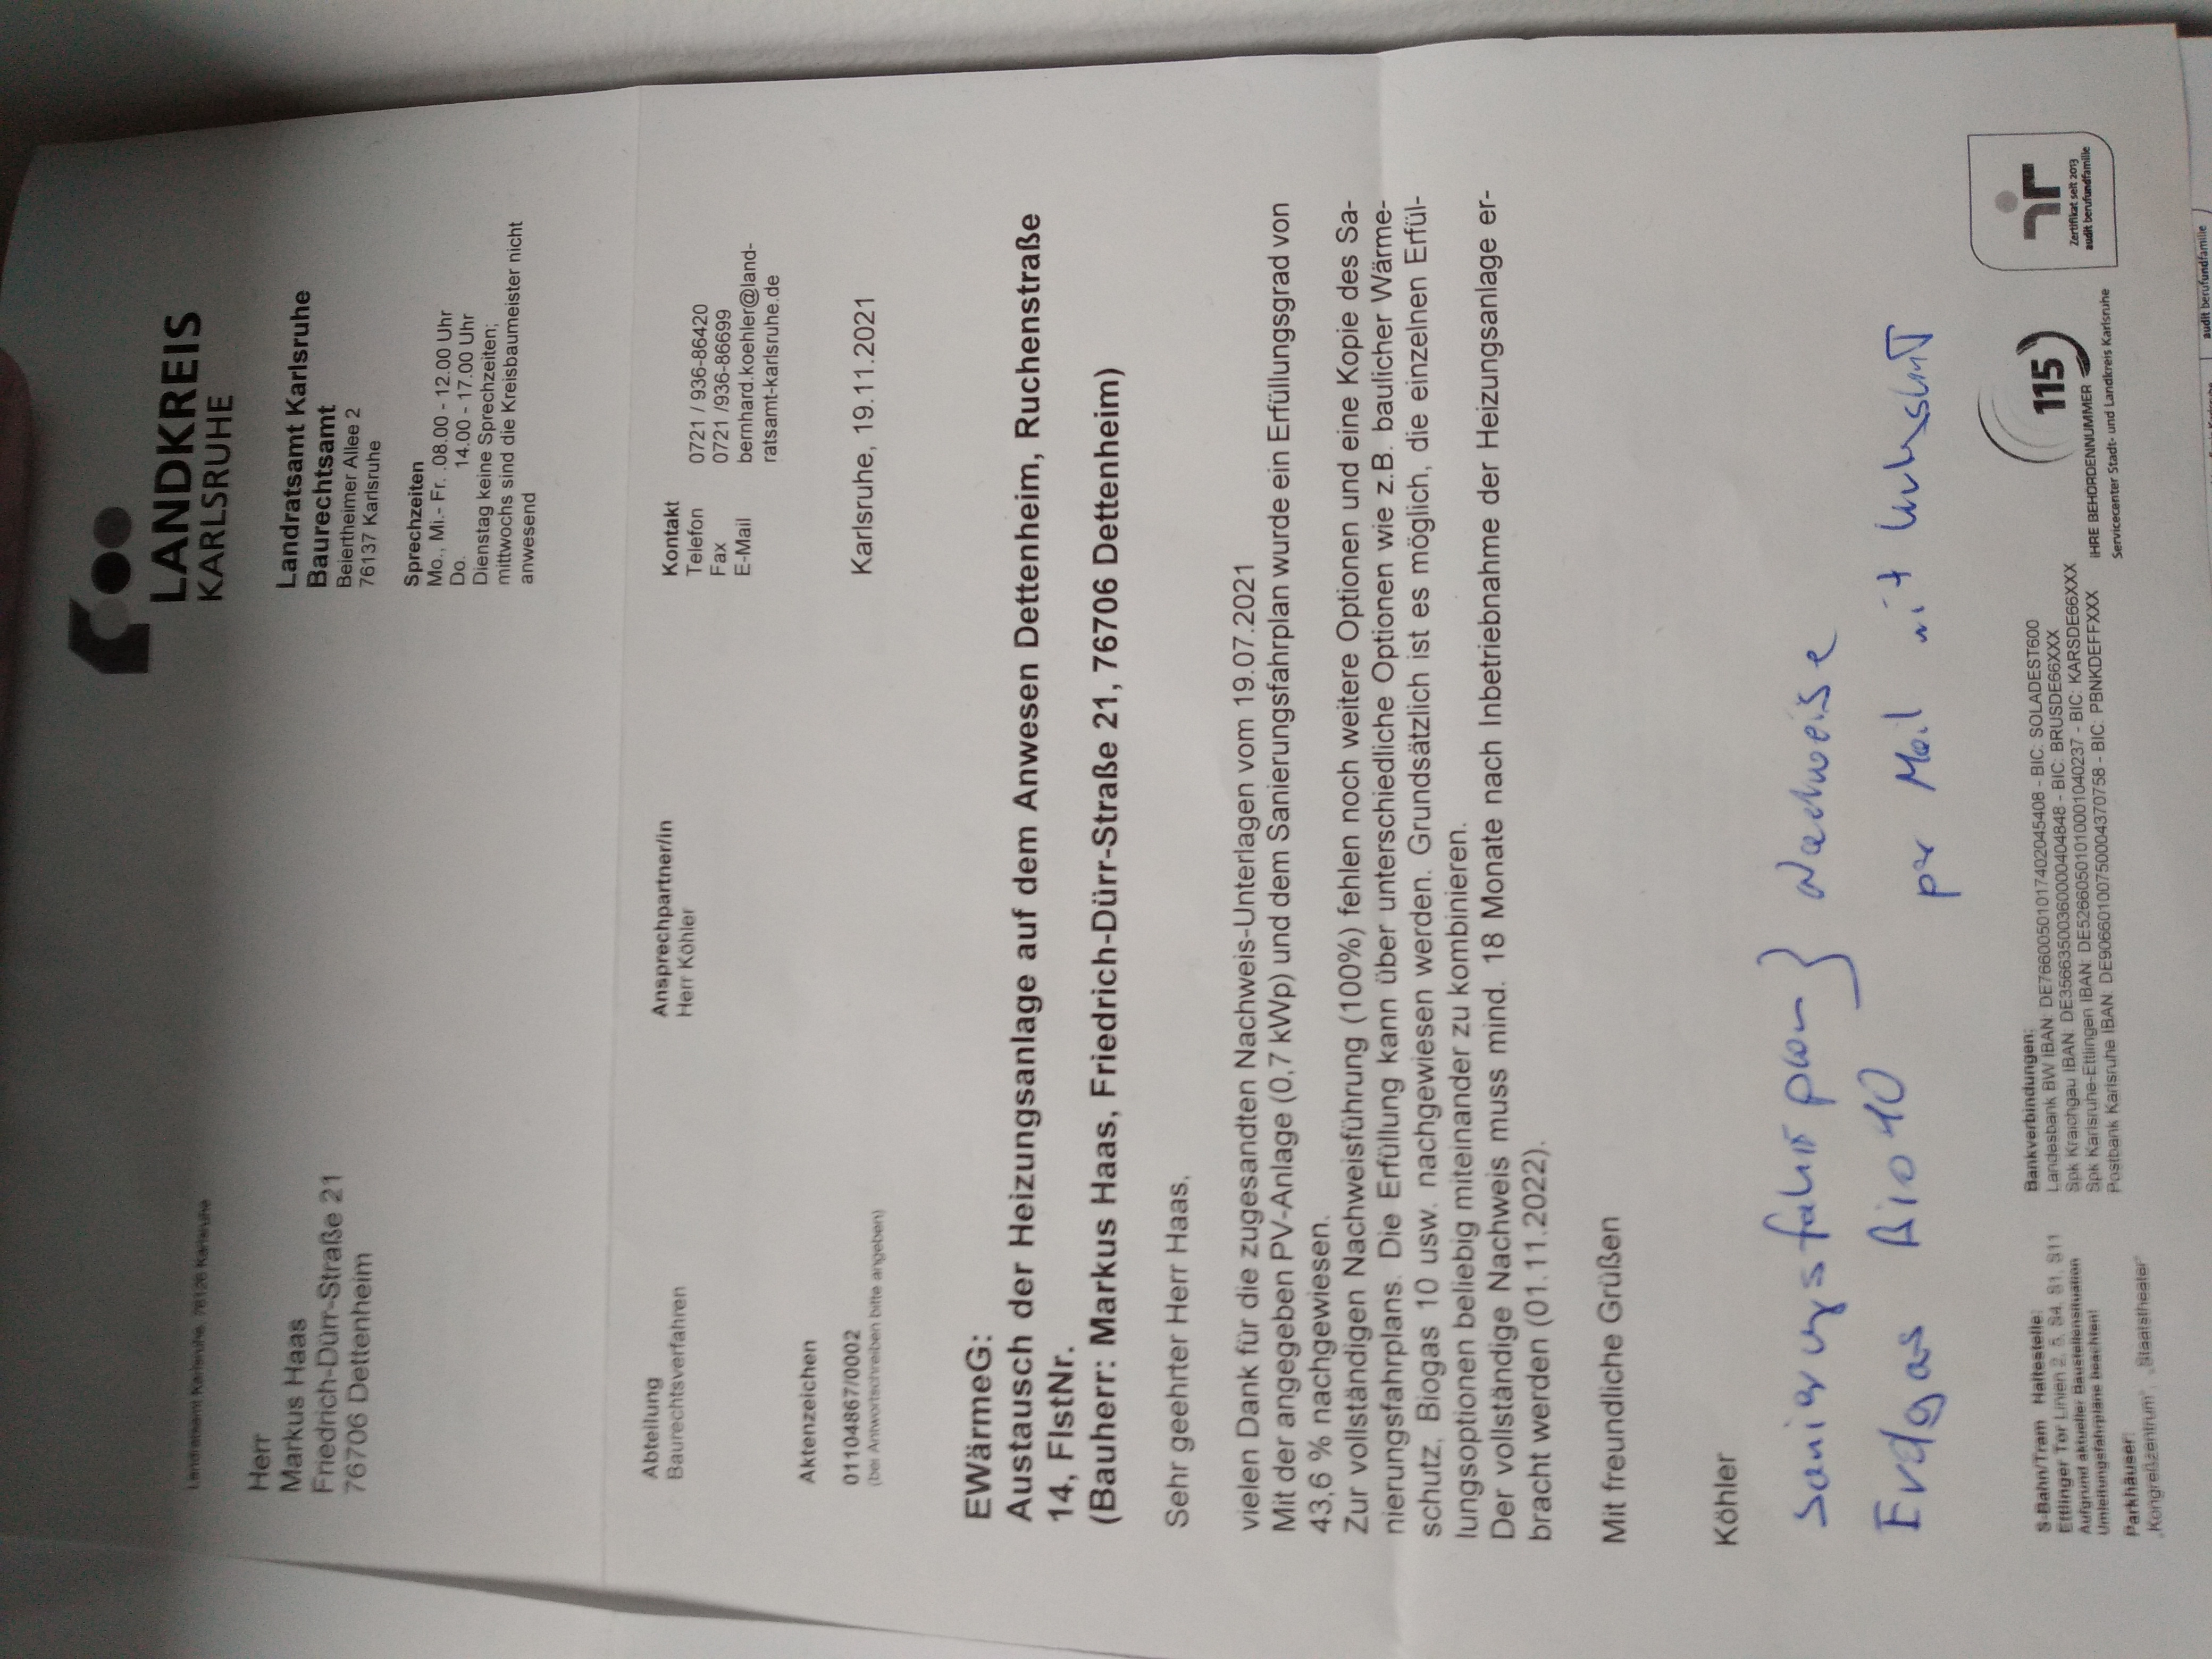 LANDKREIS
KARLSRUHE
Landratsamt Karlsruhe, 76126 Karlsruhe
Herr
Markus Haas
Friedrich-Dürr-Straße 21
76706 Dettenheim
Landratsamt Karlsruhe
Baurechtsamt
Beiertheimer Allee 2
76137 Karlsruhe
Sprechzeiten
Mo., Mi.- Fr. .08.00 - 12.00 Uhr
Do. 14.00 - 17.00 Uhr
Dienstag keine Sprechzeiten;
mittwochs sind die Kreisbaumeister nicht
anwesend
Abteilung
Baurechtsverfahren
Ansprechpartner/in
Herr Köhler
Kontakt
Telefon 0721 / 936-86420
Fax 0721 /936-86699
E-Mail bernhard.koehler@land-
ratsamt-karlsruhe.de
Aktenzeichen
01104867/0002
(bei Antwortschreiben bitte angeben)
Karlsruhe, 19.11.2021
EWärmeG:
Austausch der Heizungsanlage auf dem Anwesen Dettenheim, Ruchenstraße
14, FlstNr.
(Bauherr: Markus Haas, Friedrich-Dürr-Straße 21, 76706 Dettenheim)
Sehr geehrter Herr Haas,
vielen Dank für die zugesandten Nachweis-Unterlagen vom 19.07.2021
Mit der angegeben PV-Anlage (0,7 kWp) und dem Sanierungsfahrplan wurde ein Erfüllungsgrad von
43,6 % nachgewiesen.
Zur vollständigen Nachweisführung (100%) fehlen noch weitere Optionen und eine Kopie des Sa-
nierungsfahrplans. Die Erfüllung kann über unterschiedliche Optionen wie z.B. baulicher Wärme-
schutz, Biogas 10 usw. nachgewiesen werden. Grundsätzlich ist es möglich, die einzelnen Erfül-
lungsoptionen beliebig miteinander zu kombinieren.
Der vollständige Nachweis muss mind. 18 Monate nach Inbetriebnahme der Heizungsanlage er-
bracht werden (01.11.2022).
Mit freundliche Grüßen
Köhler
Sanierungsfahrplan } Nachweise
Erdgas Bio 10 per Mail mit Unterschrift
S-Bahn/Tram Haltestelle:
Ettlinger Tor Linien 2, 5, S4, S1, S11
Aufgrund aktueller Baustellensituation
Umleitungsfahrpläne beachten!
Parkhäuser:
„Kongreßzentrum", „Staatstheater"
Bankverbindungen:
Landesbank BW IBAN: DE76600501017402045408 - BIC: SOLADEST600
Spk Kraichgau IBAN: DE35663500360000404848 - BIC: BRUSDE66XXX
Spk Karlsruhe-Ettlingen IBAN: DE52660501010001040237 - BIC: KARSDE66XXX
Postbank Karlsruhe IBAN: DE90660100750004370758 - BIC: PBNKDEFFXXX
115
IHRE BEHÖRDENNUMMER
Servicecenter Stadt- und Landkreis Karlsruhe
Zertifikat seit 2013
audit berufundfamilie
audit berufundfamilie